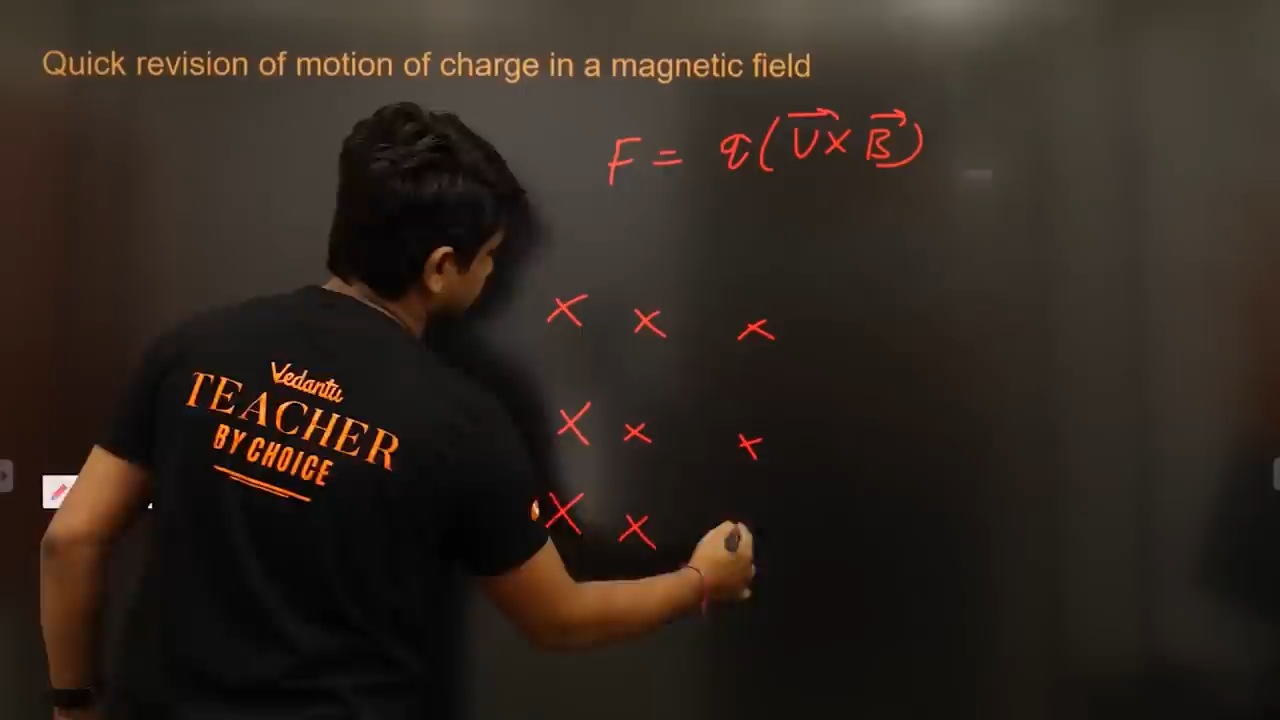 Quick revision of motion of charge in a magnetic field
F = q(V⃗ × B⃗)
× × ×
× × ×
× ×
Vedantu
TEACHER
BY CHOICE